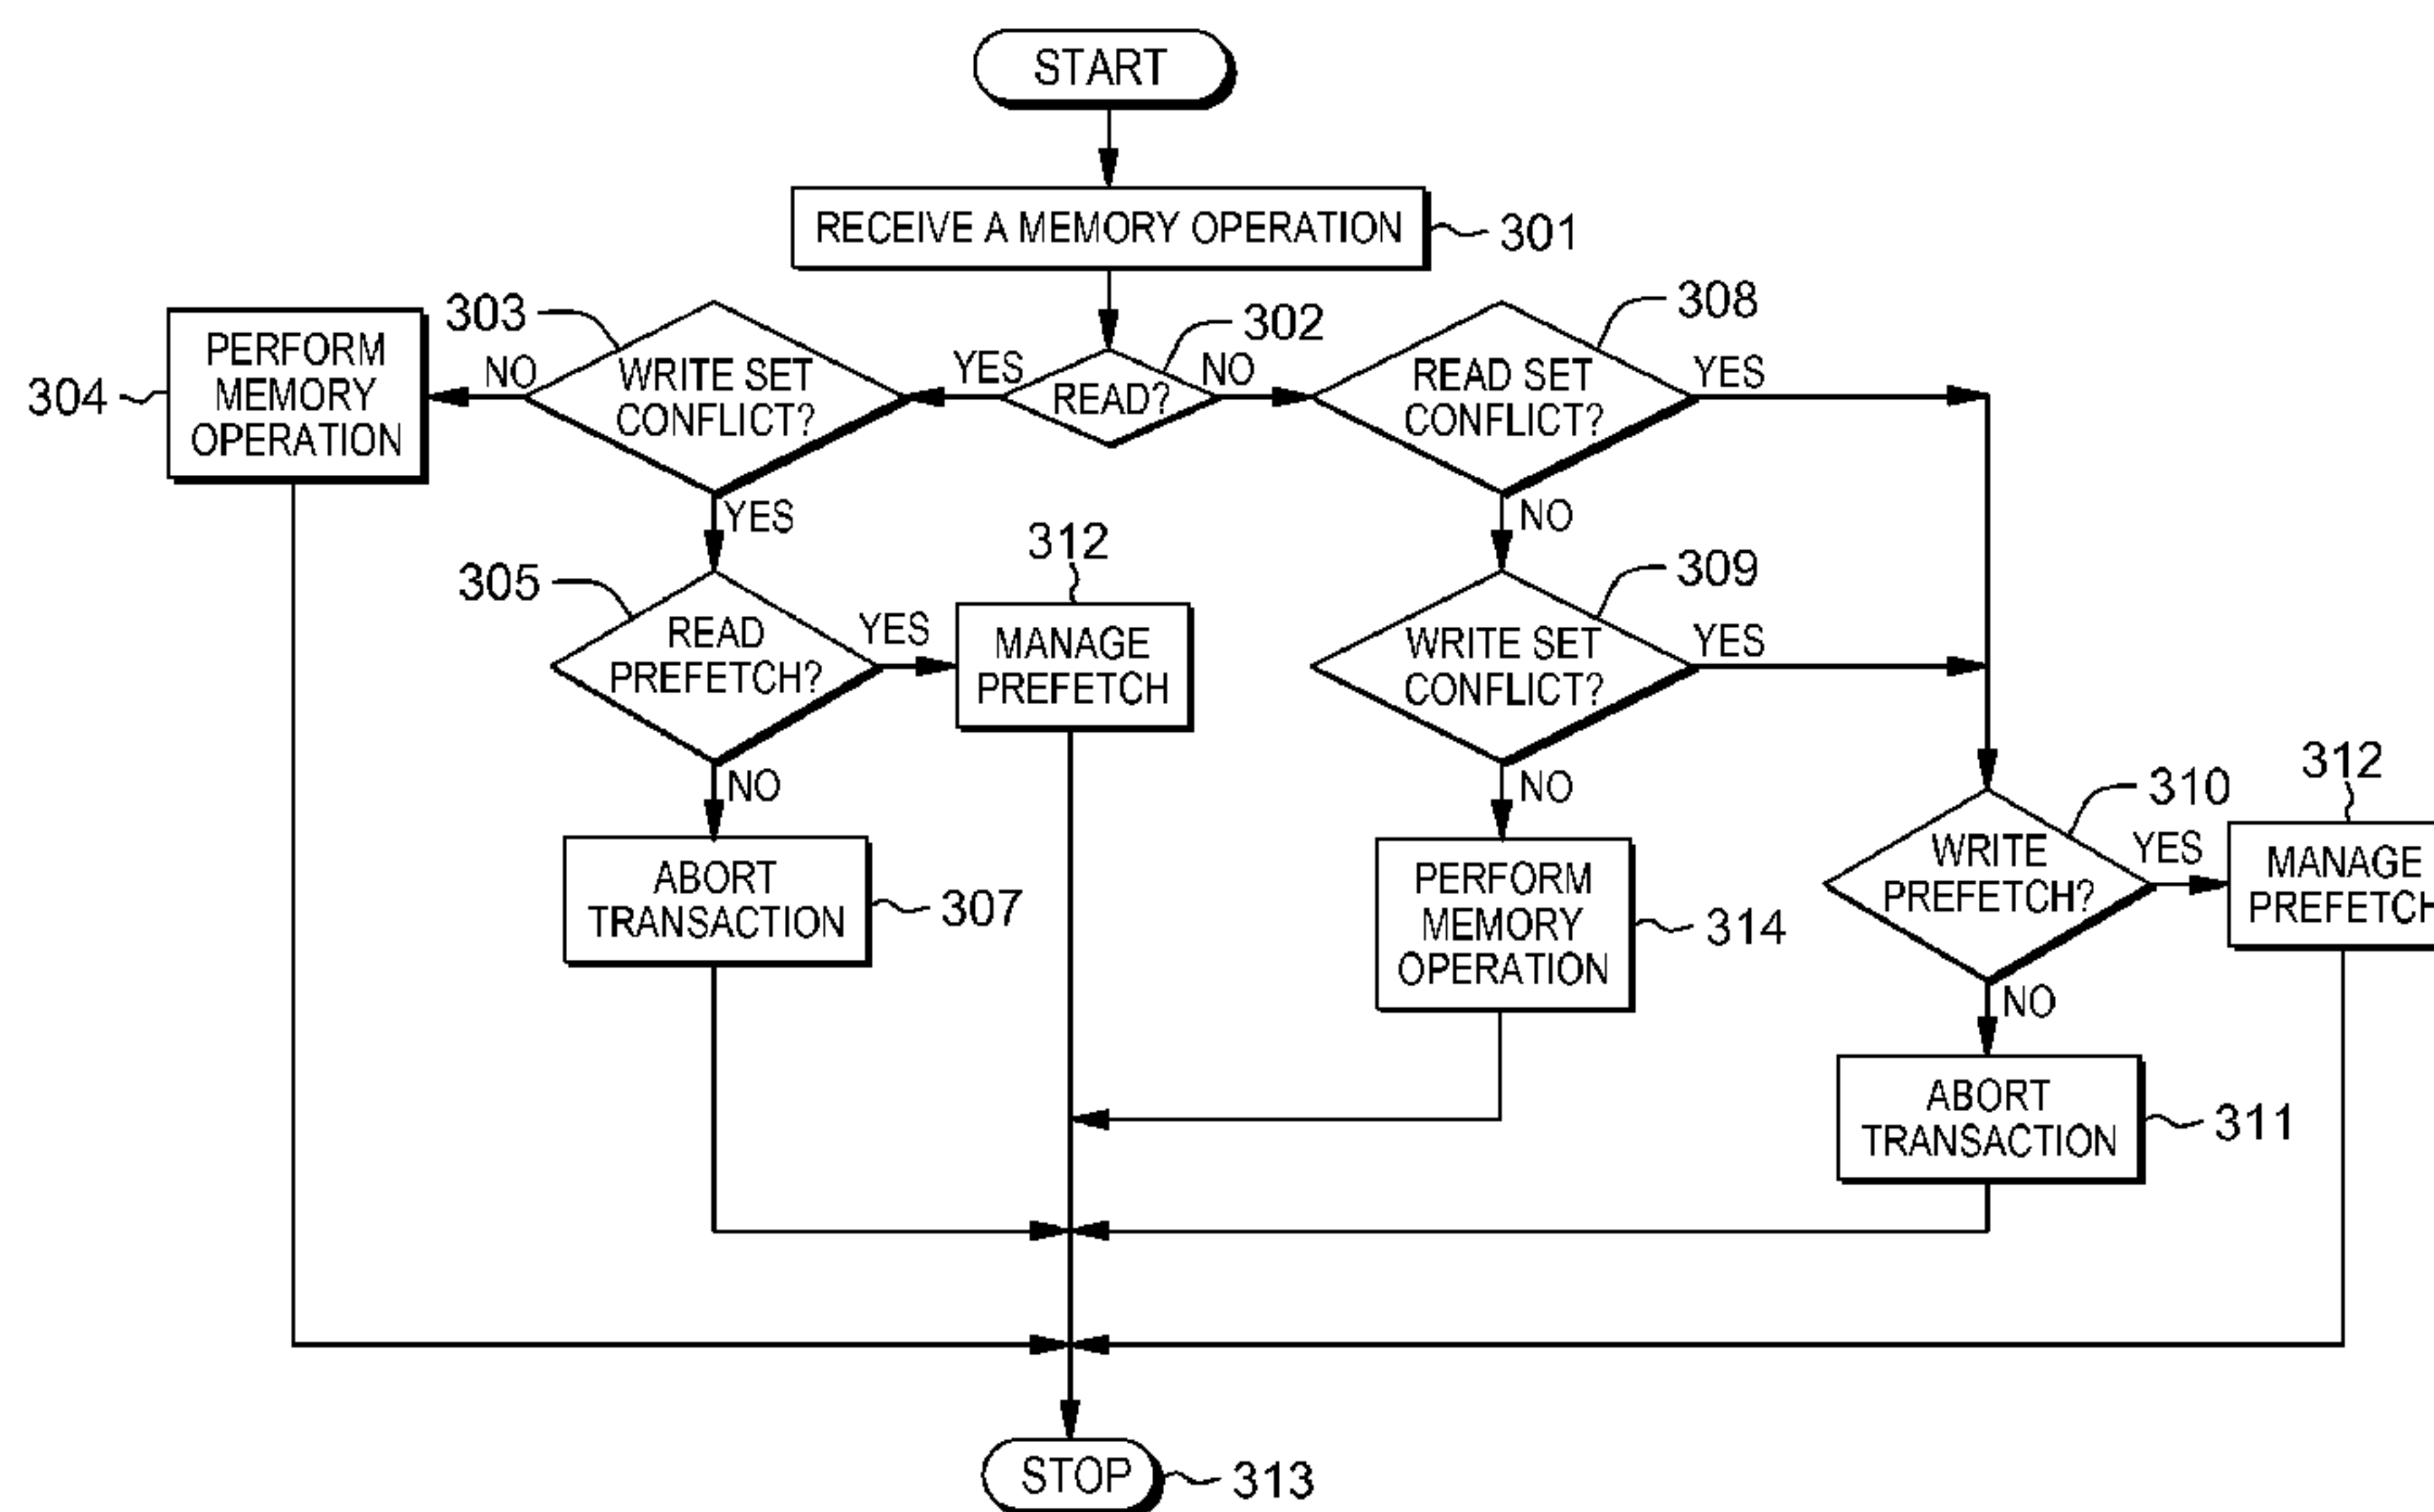 START
RECEIVE A MEMORY OPERATION
301
303
302
308
304
PERFORM
MEMORY
OPERATION
NO
WRITE SET
CONFLICT?
YES
READ?
NO
READ SET
CONFLICT?
YES
YES
NO
305
READ
PREFETCH?
YES
312
MANAGE
PREFETCH
309
WRITE SET
CONFLICT?
YES
NO
NO
310
312
ABORT
TRANSACTION
307
PERFORM
MEMORY
OPERATION
314
WRITE
PREFETCH?
YES
MANAGE
PREFETCH
NO
ABORT
TRANSACTION
311
STOP
313